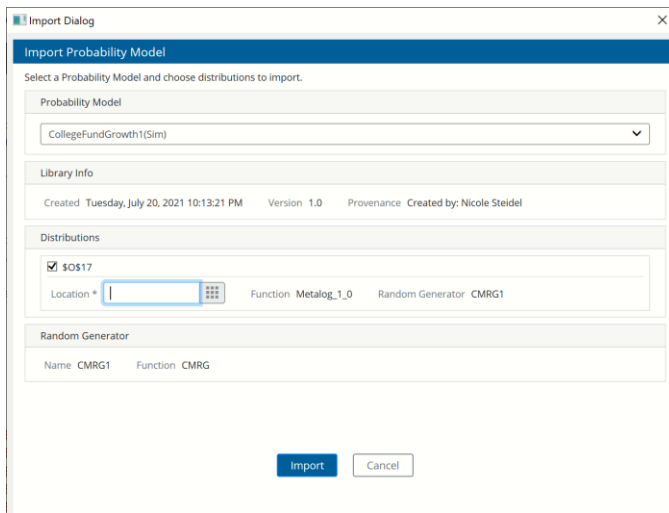 Import Dialog
Import Probability Model
Select a Probability Model and choose distributions to import.
Probability Model
CollegeFundGrowth1(Sim)
Library Info
Created Tuesday, July 20, 2021 10:13:21 PM Version 1.0 Provenance Created by: Nicole Steidel
Distributions
$O$17
Location * Function Metalog_1_0 Random Generator CMRG1
Random Generator
Name CMRG1 Function CMRG
Import Cancel